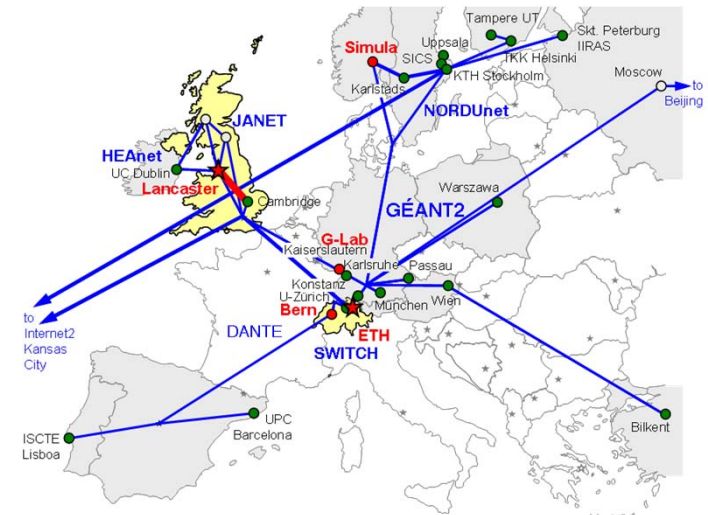 Tampere UT
Skt. Peterburg
IIRAS
Simula
Uppsala
SICS
TKK Helsinki
KTH Stockholm
Karlstads
Moscow
to
Beijing
NORDUnet
JANET
HEAnet
UC Dublin
Lancaster
Cambridge
Warszawa
GÉANT2
G-Lab
Kaiserslautern
Karlsruhe
Passau
Konstanz
U-Zürich
München
Wien
Bern
ETH
SWITCH
to
Internet2
Kansas
City
DANTE
UPC
Barcelona
ISCTE
Lisboa
Bilkent